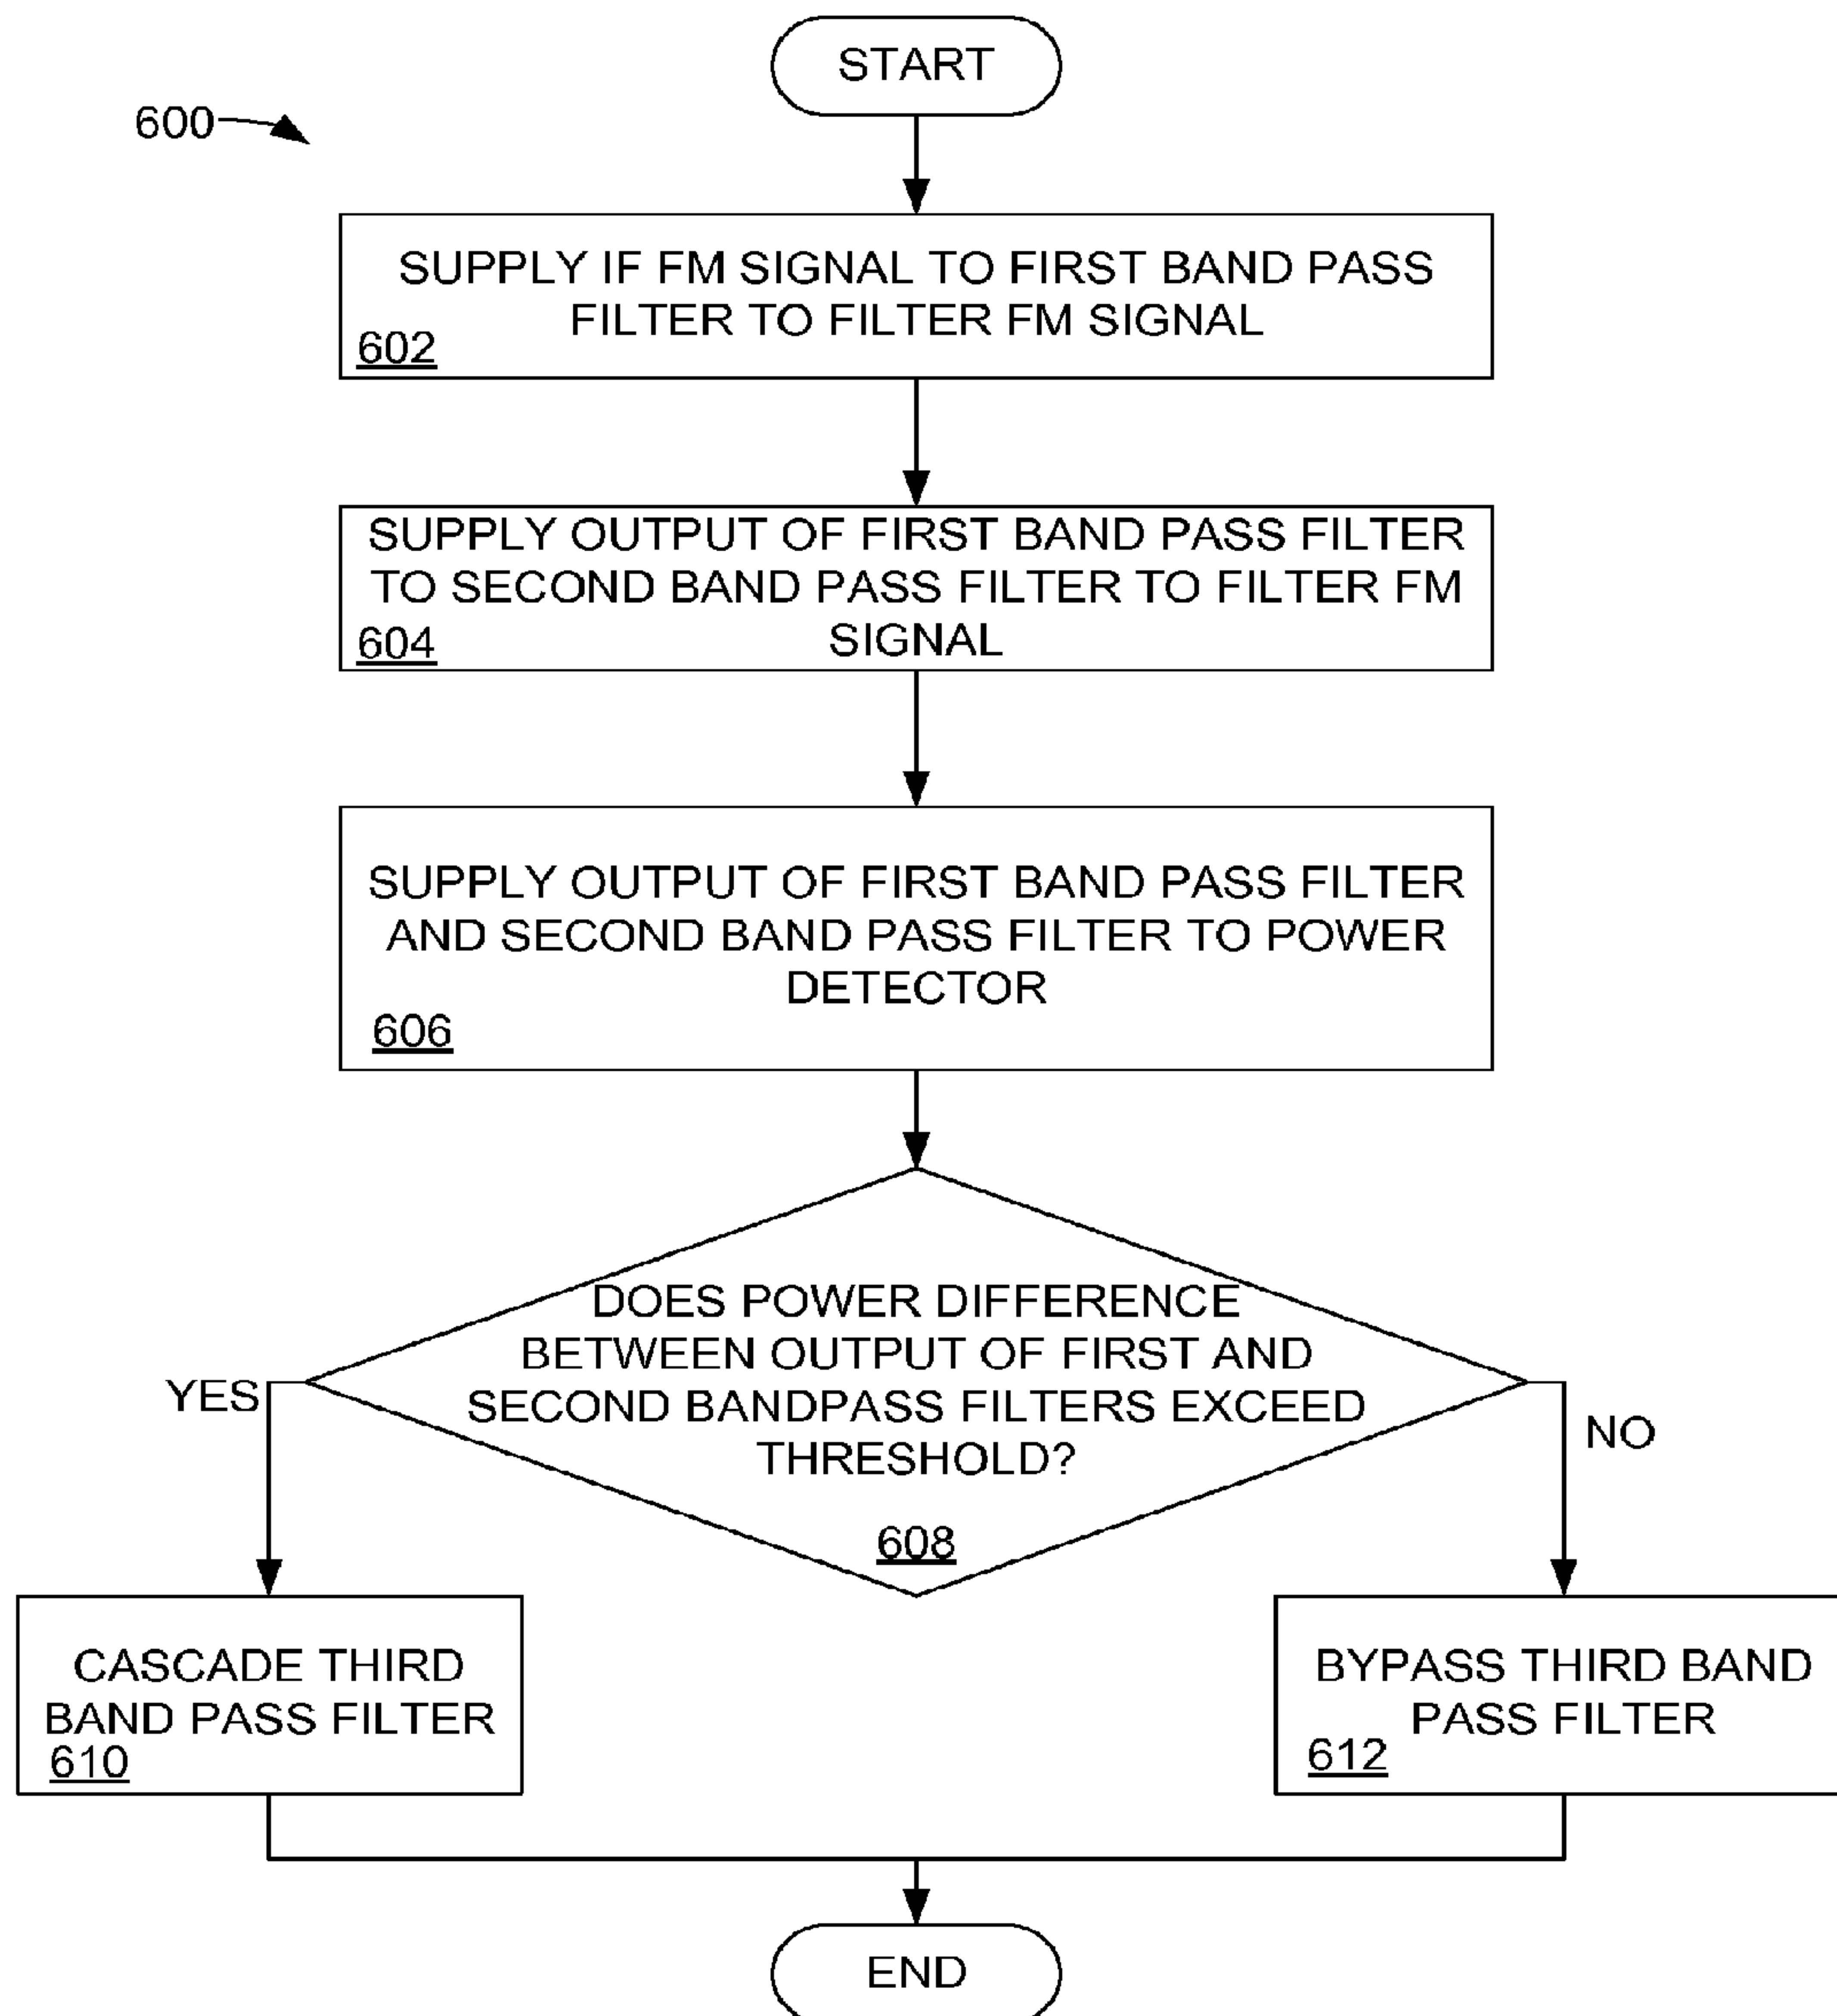 START
600
SUPPLY IF FM SIGNAL TO FIRST BAND PASS
FILTER TO FILTER FM SIGNAL
602
SUPPLY OUTPUT OF FIRST BAND PASS FILTER
TO SECOND BAND PASS FILTER TO FILTER FM
SIGNAL
604
SUPPLY OUTPUT OF FIRST BAND PASS FILTER
AND SECOND BAND PASS FILTER TO POWER
DETECTOR
606
DOES POWER DIFFERENCE
BETWEEN OUTPUT OF FIRST AND
SECOND BANDPASS FILTERS EXCEED
THRESHOLD?
608
YES
NO
CASCADE THIRD
BAND PASS FILTER
610
BYPASS THIRD BAND
PASS FILTER
612
END